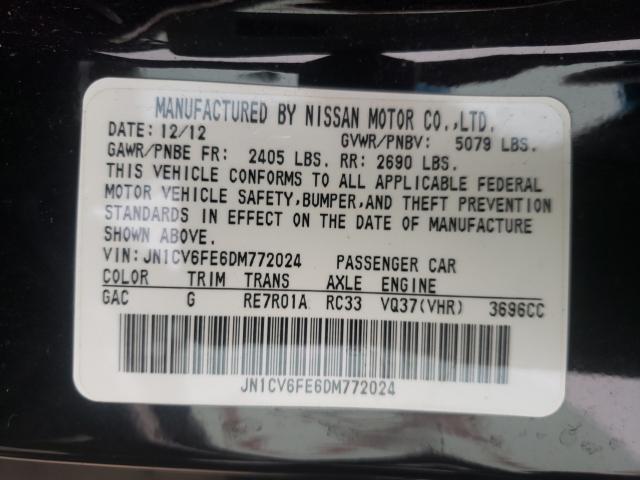 MANUFACTURED BY NISSAN MOTOR CO.,LTD.
DATE: 12/12 GVWR/PNBV: 5079 LBS.
GAWR/PNBE FR: 2405 LBS. RR: 2690 LBS.
THIS VEHICLE CONFORMS TO ALL APPLICABLE FEDERAL
MOTOR VEHICLE SAFETY,BUMPER,AND THEFT PREVENTION
STANDARDS IN EFFECT ON THE DATE OF MANUFACTURE
SHOWN ABOVE.
VIN:JN1CV6FE6DM772024 PASSENGER CAR
COLOR TRIM TRANS AXLE ENGINE
GAC G RE7R01A RC33 VQ37(VHR) 3696CC
JN1CV6FE6DM772024